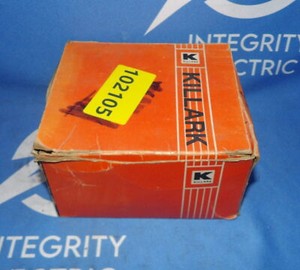 INTEGRITY
ELECTRIC
102105
K
KILLARK
K
INTEGRITY